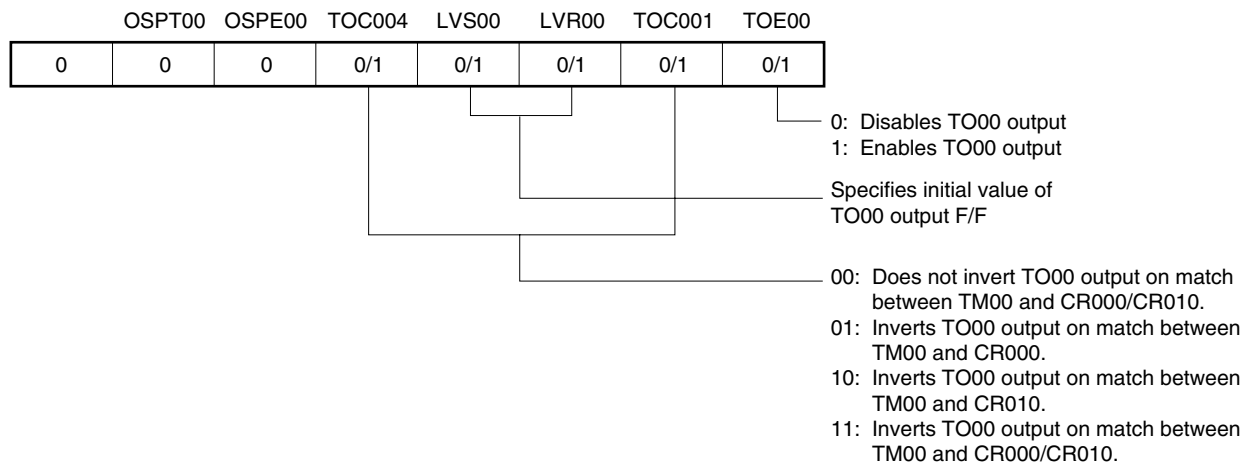 OSPT00 OSPE00 TOC004 LVS00 LVR00 TOC001 TOE00
0 0 0 0/1 0/1 0/1 0/1 0/1
0: Disables TO00 output
1: Enables TO00 output
Specifies initial value of
TO00 output F/F
00: Does not invert TO00 output on match
between TM00 and CR000/CR010.
01: Inverts TO00 output on match between
TM00 and CR000.
10: Inverts TO00 output on match between
TM00 and CR010.
11: Inverts TO00 output on match between
TM00 and CR000/CR010.